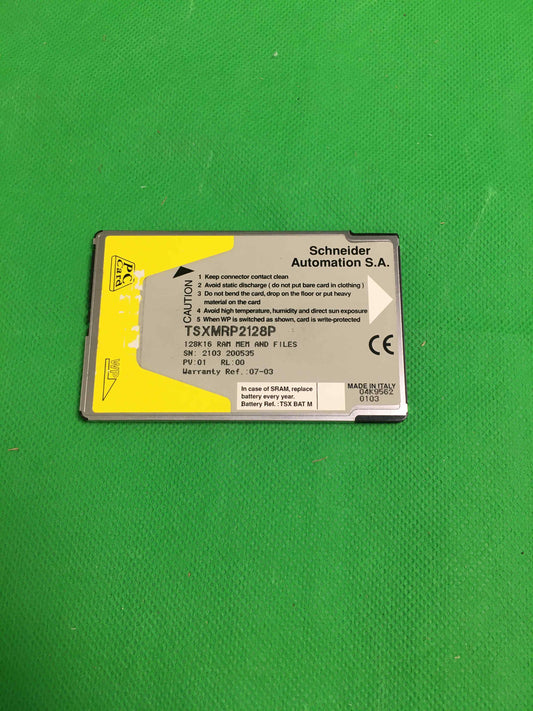 PC
Card
WP
CAUTION
Schneider
Automation S.A.
1 Keep connector contact clean
2 Avoid static discharge ( do not put bare card in clothing )
3 Do not bend the card, drop on the floor or put heavy
material on the card
4 Avoid high temperature, humidity and direct sun exposure
5 When WP is switched as shown, card is write-protected
TSXMRP2128P
128K16 RAM MEM AND FILES
SN: 2103 200535
PV:01 RL:00
Warranty Ref.:07-03
CE
In case of SRAM, replace
battery every year.
Battery Ref. : TSX BAT M
MADE IN ITALY
04K9562
0103